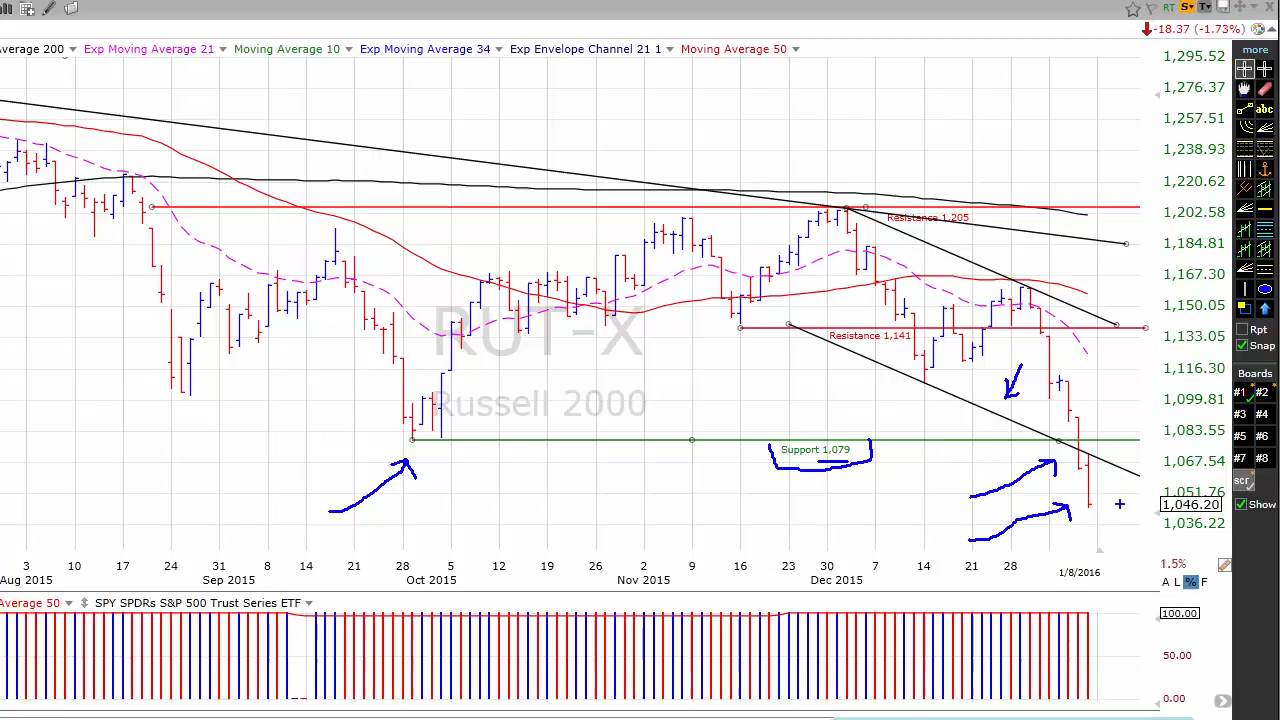 RT S T
-18.37 (-1.73%)
Average 200 Exp Moving Average 21 Moving Average 10 Exp Moving Average 34 Exp Envelope Channel 21 1 Moving Average 50
more
abc
1,295.52
1,276.37
1,257.51
1,238.93
1,220.62
1,202.58
1,184.81
1,167.30
1,150.05
1,133.05
1,116.30
1,099.81
1,083.55
1,067.54
1,051.76
1,046.20
1,036.22
Resistance 1,205
Resistance 1,141
Support 1,079
RUT-X
Russell 2000
Rpt
Snap
Boards
#1 #2
#3 #4
#5 #6
#7 #8
scr
Show
3 10 17 24 31 8 14 21 28 5 12 19 26 2 9 16 23 30 7 14 21 28
Aug 2015 Sep 2015 Oct 2015 Nov 2015 Dec 2015 1/8/2016
1.5%
A L % F
Average 50 SPY SPDRs S&P 500 Trust Series ETF
100.00
50.00
0.00